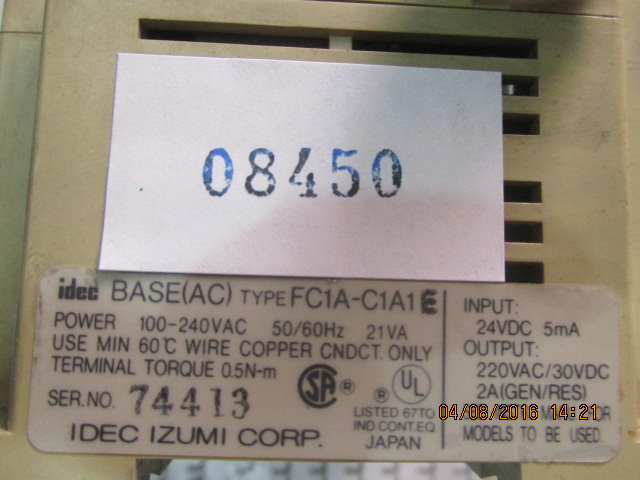 08450
idec BASE(AC) TYPE FC1A-C1A1E
POWER 100-240VAC 50/60Hz 21VA
USE MIN 60℃ WIRE COPPER CNDCT. ONLY
TERMINAL TORQUE 0.5N-m
SER.NO. 74413
IDEC IZUMI CORP.
SA ® ® UL
LISTED 67TO
IND.CONT.EQ.
JAPAN
INPUT:
24VDC 5mA
OUTPUT:
220VAC/30VDC
2A(GEN/RES)
MODELS TO BE USED.
04/08/2016 14:21